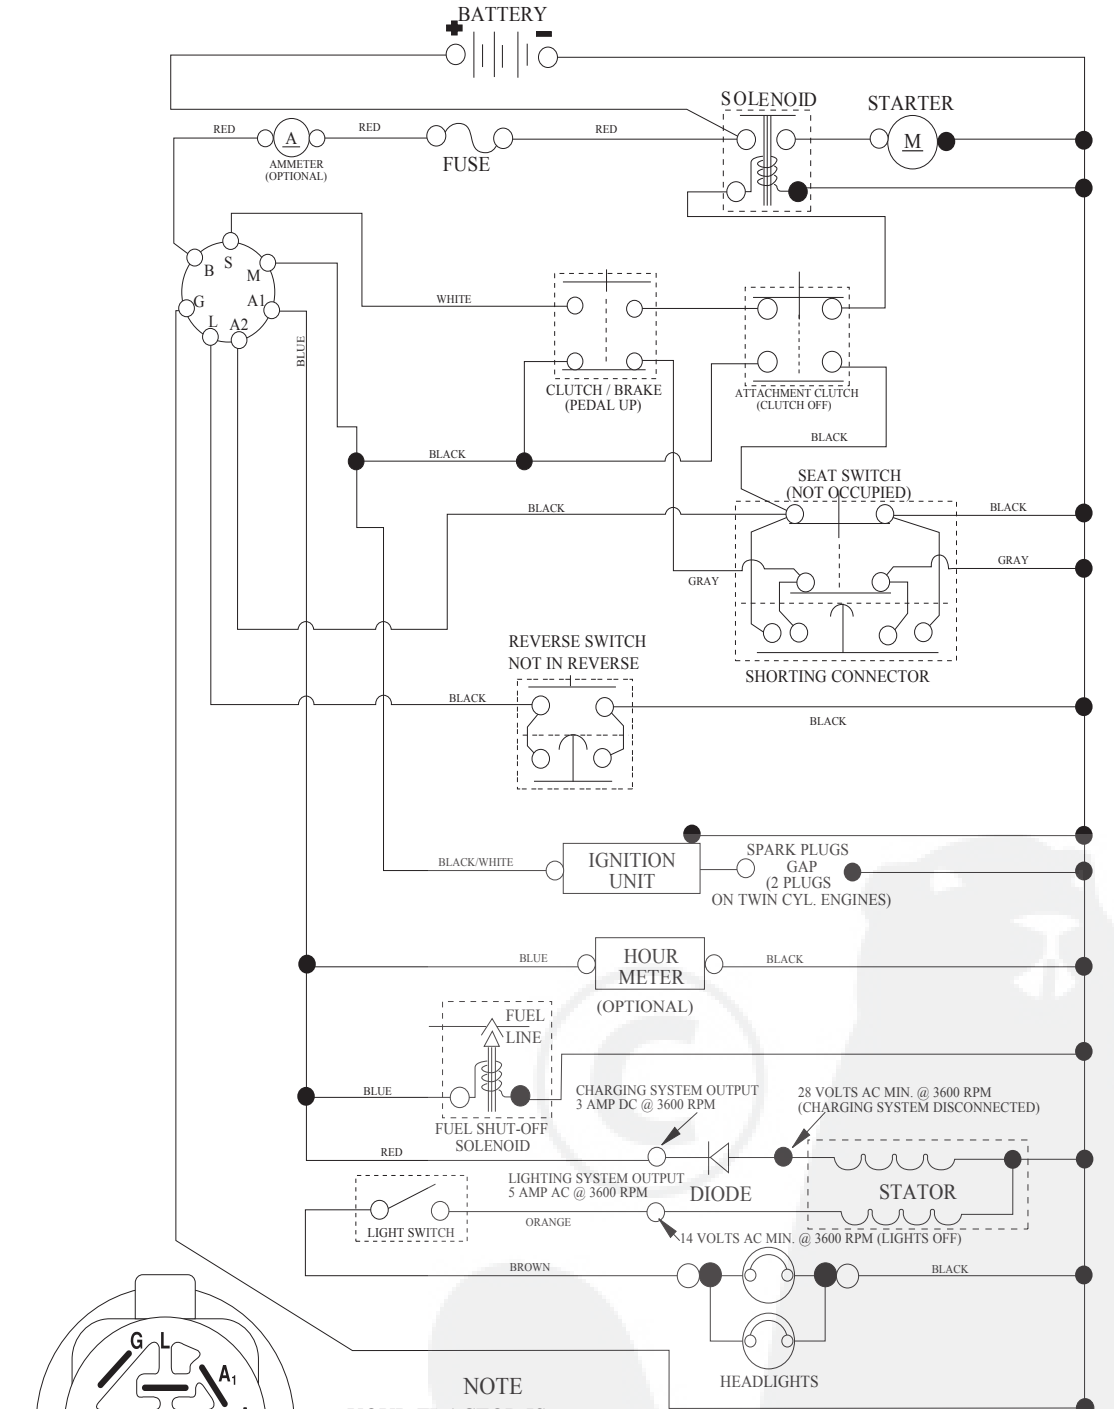 BATTERY
SOLENOID
STARTER
RED
A
RED
RED
M
AMMETER
(OPTIONAL)
FUSE
B
S
M
G
A1
L
A2
BLUE
WHITE
CLUTCH / BRAKE
(PEDAL UP)
ATTACHMENT CLUTCH
(CLUTCH OFF)
BLACK
BLACK
SEAT SWITCH
(NOT OCCUPIED)
BLACK
BLACK
GRAY
GRAY
REVERSE SWITCH
NOT IN REVERSE
SHORTING CONNECTOR
BLACK
BLACK
BLACK/WHITE
IGNITION
UNIT
SPARK PLUGS
GAP
(2 PLUGS
ON TWIN CYL. ENGINES)
BLUE
HOUR
METER
BLACK
(OPTIONAL)
FUEL
LINE
BLUE
FUEL SHUT-OFF
SOLENOID
CHARGING SYSTEM OUTPUT
3 AMP DC @ 3600 RPM
28 VOLTS AC MIN. @ 3600 RPM
(CHARGING SYSTEM DISCONNECTED)
RED
LIGHTING SYSTEM OUTPUT
5 AMP AC @ 3600 RPM
DIODE
STATOR
LIGHT SWITCH
ORANGE
14 VOLTS AC MIN. @ 3600 RPM (LIGHTS OFF)
BROWN
BLACK
HEADLIGHTS
G L
A1
NOTE